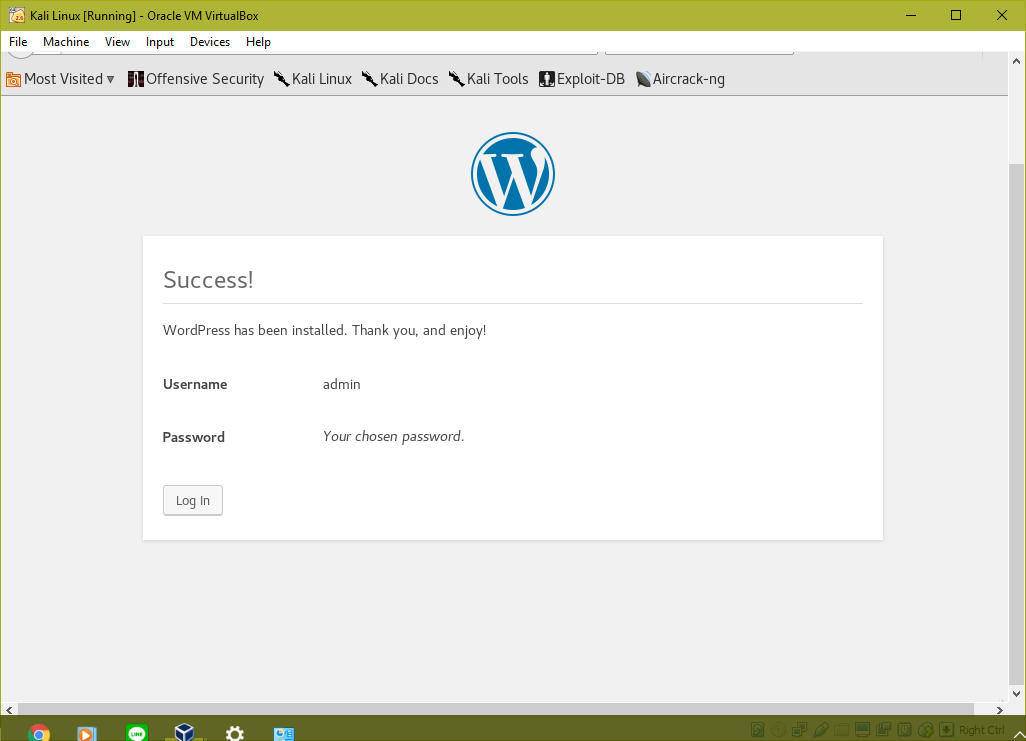 Kali Linux [Running] - Oracle VM VirtualBox
File Machine View Input Devices Help
Most Visited Offensive Security Kali Linux Kali Docs Kali Tools Exploit-DB Aircrack-ng
W
Success!
WordPress has been installed. Thank you, and enjoy!
Username admin
Password Your chosen password.
Log In
LINE
Right Ctrl